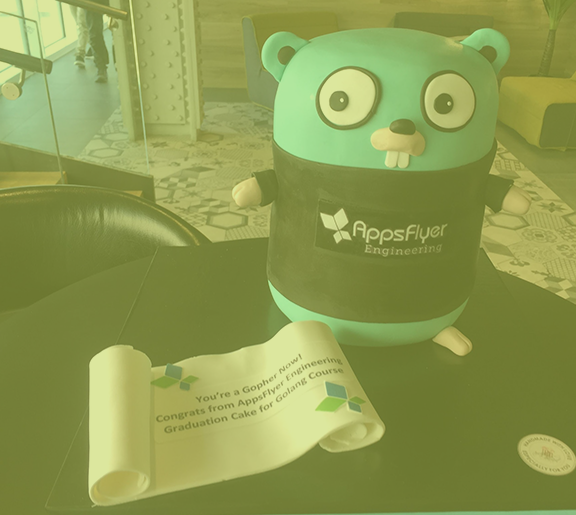 AppsFlyer
Engineering
You're a Gopher Now!
Congrats from AppsFlyer Engineering
Graduation Cake for Golang Course